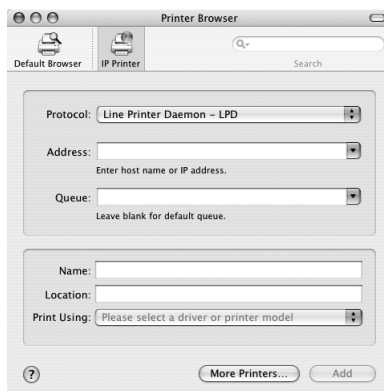 Printer Browser
Default Browser IP Printer Search
Protocol: Line Printer Daemon – LPD
Address:
Enter host name or IP address.
Queue:
Leave blank for default queue.
Name:
Location:
Print Using: Please select a driver or printer model
? More Printers... Add